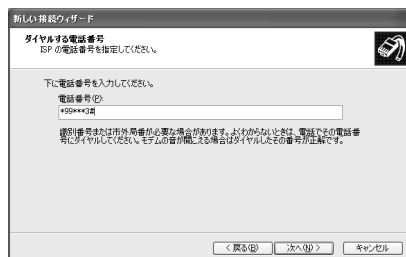 新しい接続ウィザード
ダイヤルする電話番号
ISP の電話番号を指定してください。
下に電話番号を入力してください。
電話番号(P):
*99***3#
識別番号または市外局番が必要な場合があります。よくわからないときは、電話でその電話番
号にダイヤルしてください。モデムの音が聞こえる場合はダイヤルしたその番号が正解です。
< 戻る(B)
次へ(N) >
キャンセル